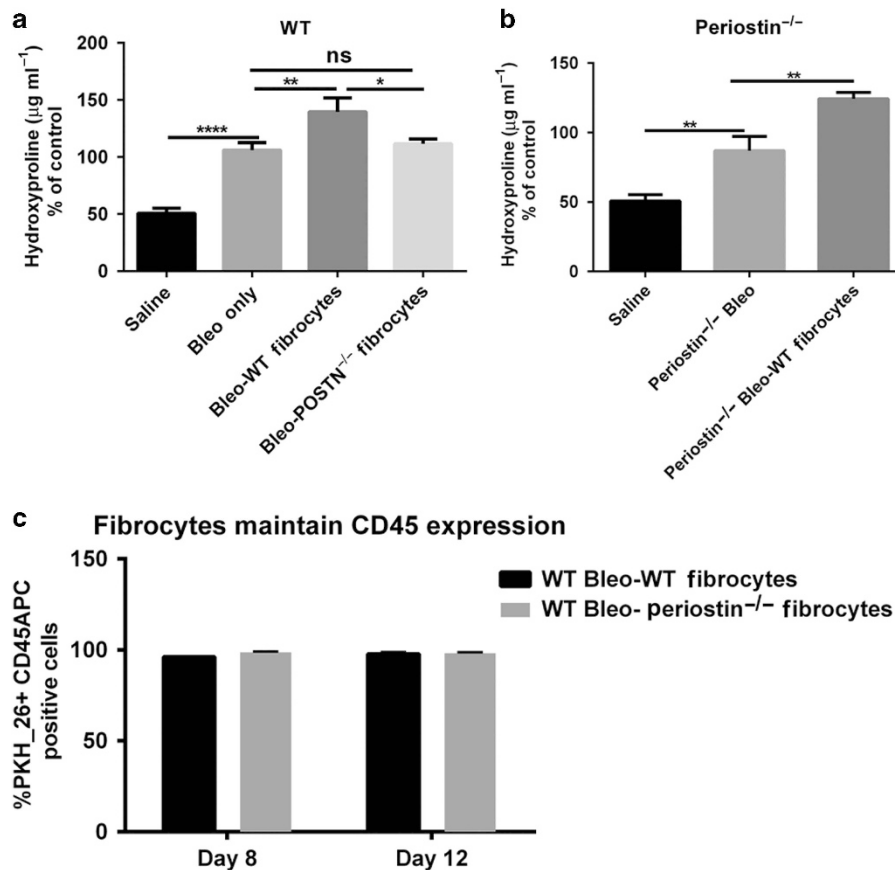 a
WT
Hydroxyproline (μg ml⁻¹)
% of control
200
150
100
50
0
ns
**
*
****
Saline
Bleo only
Bleo-WT fibrocytes
Bleo-POSTN⁻/⁻ fibrocytes
b
Periostin⁻/⁻
Hydroxyproline (μg ml⁻¹)
% of control
150
100
50
0
**
**
Saline
Periostin⁻/⁻ Bleo
Periostin⁻/⁻ Bleo-WT fibrocytes
c
Fibrocytes maintain CD45 expression
%PKH_26+ CD45APC
positive cells
150
100
50
0
Day 8
Day 12
WT Bleo-WT fibrocytes
WT Bleo- periostin⁻/⁻ fibrocytes